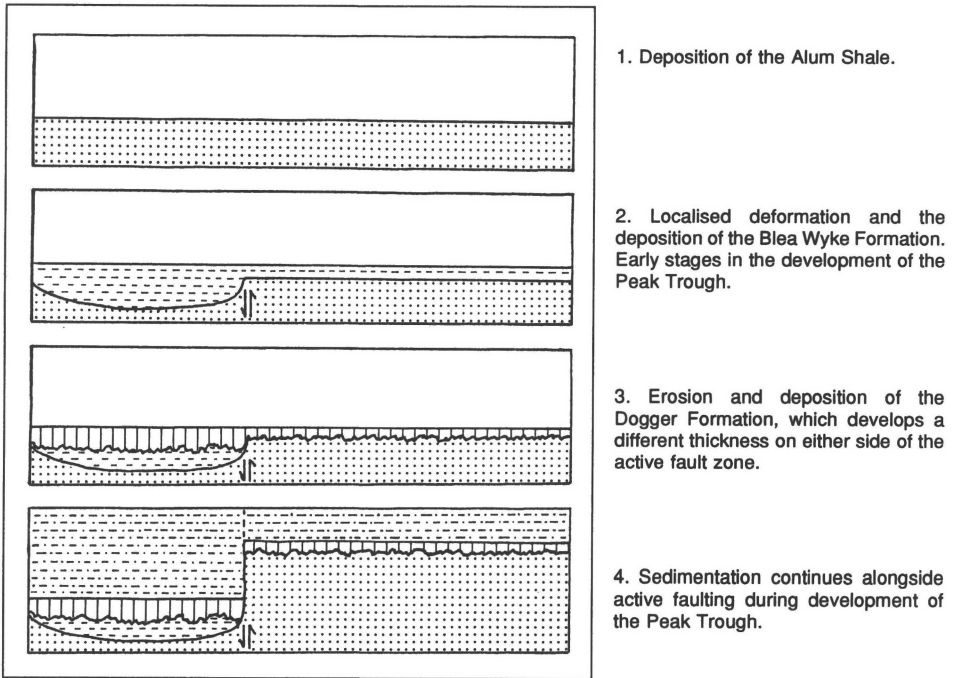 1. Deposition of the Alum Shale.
2. Localised deformation and the
deposition of the Blea Wyke Formation.
Early stages in the development of the
Peak Trough.
3. Erosion and deposition of the
Dogger Formation, which develops a
different thickness on either side of the
active fault zone.
4. Sedimentation continues alongside
active faulting during development of
the Peak Trough.